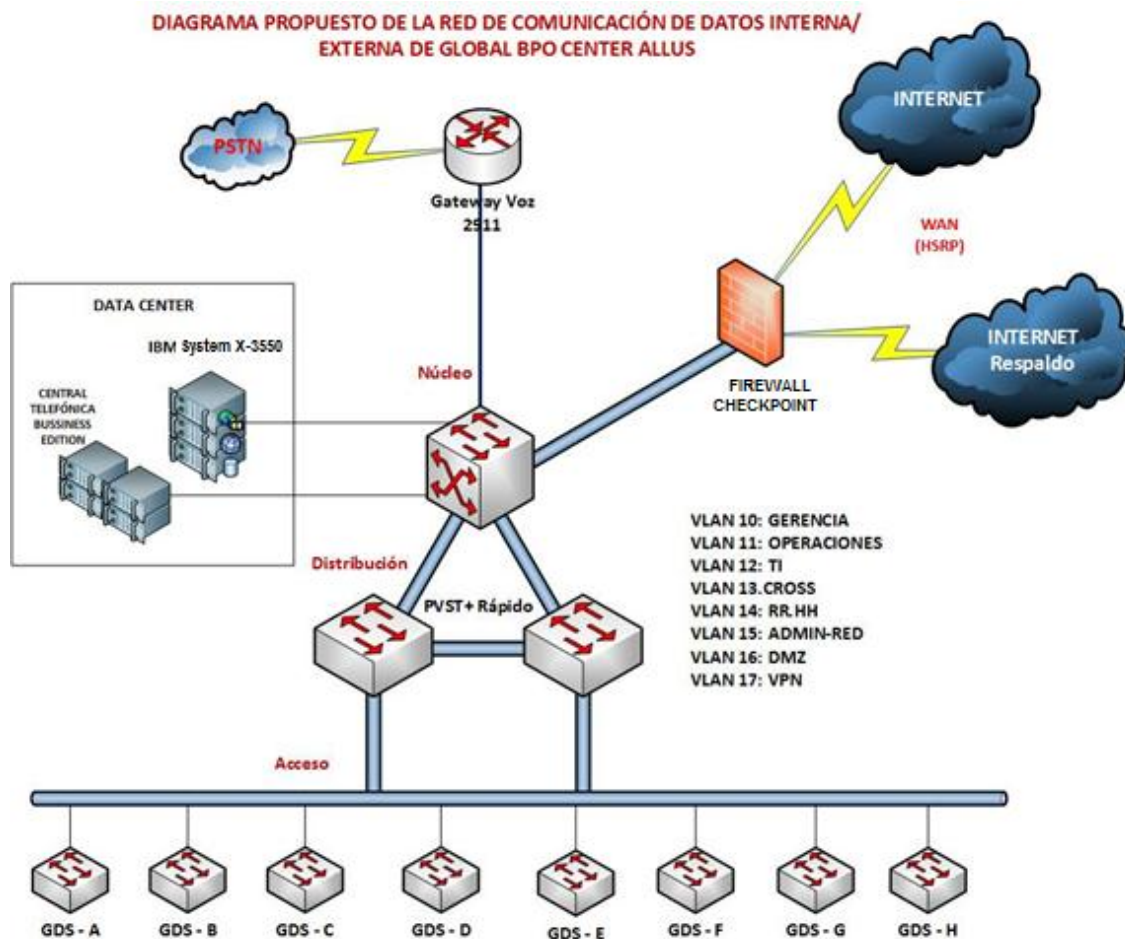 DIAGRAMA PROPUESTO DE LA RED DE COMUNICACIÓN DE DATOS INTERNA/
EXTERNA DE GLOBAL BPO CENTER ALLUS
INTERNET
PSTN
Gateway Voz
2911
WAN
(HSRP)
DATA CENTER
IBM System X-3550
CENTRAL
TELEFÓNICA
BUSSINESS
EDITION
Núcleo
INTERNET
Respaldo
FIREWALL
CHECKPOINT
VLAN 10: GERENCIA
VLAN 11: OPERACIONES
VLAN 12: TI
VLAN 13.CROSS
VLAN 14: RR.HH
VLAN 15: ADMIN-RED
VLAN 16: DMZ
VLAN 17: VPN
Distribución
PVST+ Rápido
Acceso
GDS - A
GDS - B
GDS - C
GDS - D
GDS - E
GDS - F
GDS - G
GDS - H